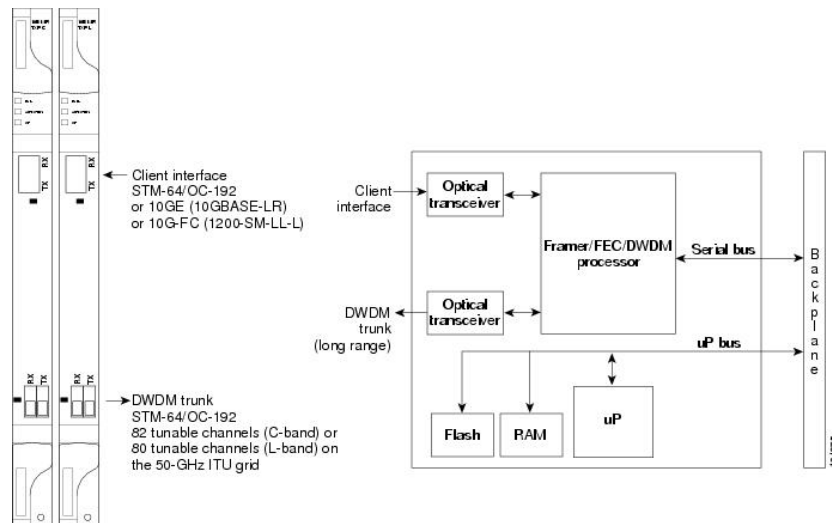 RX
TX
RX
TX
Client interface
STM-64/OC-192
or 10GE (10GBASE-LR)
or 10G-FC (1200-SM-LL-L)
RX
TX
RX
TX
DWDM trunk
STM-64/OC-192
82 tunable channels (C-band) or
80 tunable channels (L-band) on
the 50-GHz ITU grid
Client
interface
Optical
transceiver
Framer/FEC/DWDM
processor
Serial bus
DWDM
trunk
(long range)
Optical
transceiver
uP bus
Flash
RAM
uP
Backplane